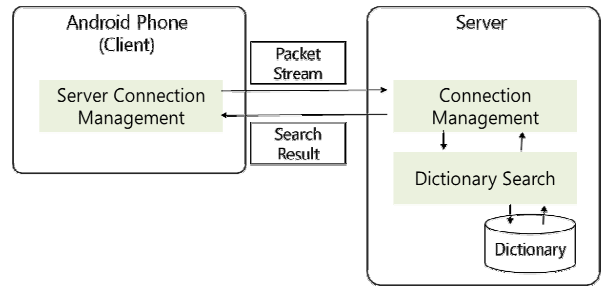 Android Phone
(Client)
Server Connection
Management
Packet
Stream
Search
Result
Server
Connection
Management
Dictionary Search
Dictionary